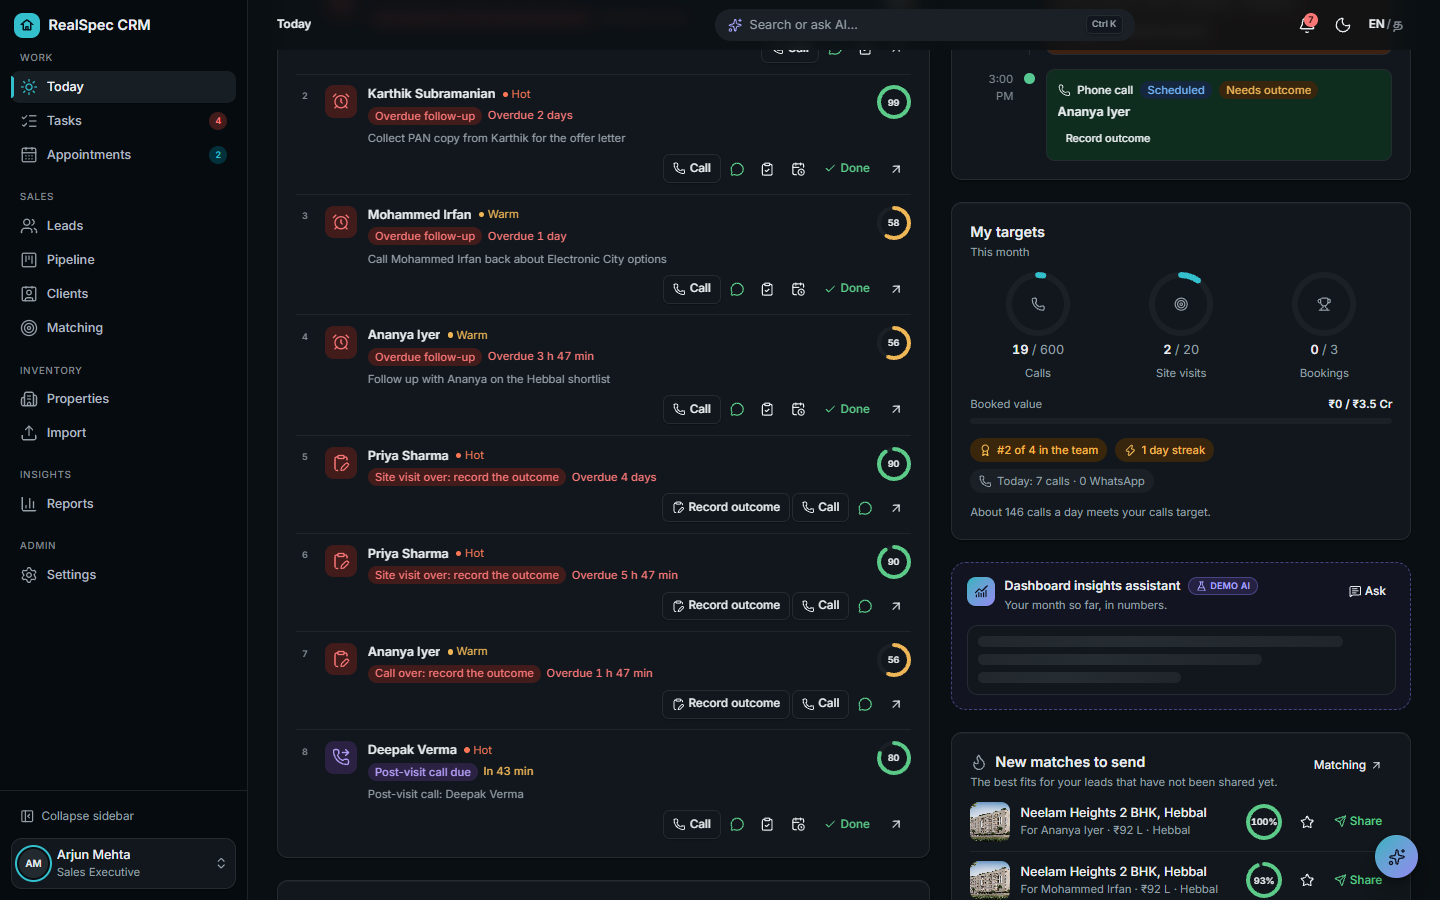 RealSpec CRM
WORK
Today
Tasks
4
Appointments
2
SALES
Leads
Pipeline
Clients
Matching
INVENTORY
Properties
Import
INSIGHTS
Reports
ADMIN
Settings
Collapse sidebar
AM
Arjun Mehta
Sales Executive
Today
Search or ask AI...
Ctrl K
7
EN / த
Call
2
Karthik Subramanian
Hot
99
Overdue follow-up
Overdue 2 days
Collect PAN copy from Karthik for the offer letter
Call
Done
3
Mohammed Irfan
Warm
58
Overdue follow-up
Overdue 1 day
Call Mohammed Irfan back about Electronic City options
Call
Done
4
Ananya Iyer
Warm
56
Overdue follow-up
Overdue 3 h 47 min
Follow up with Ananya on the Hebbal shortlist
Call
Done
5
Priya Sharma
Hot
90
Site visit over: record the outcome
Overdue 4 days
Record outcome
Call
6
Priya Sharma
Hot
90
Site visit over: record the outcome
Overdue 5 h 47 min
Record outcome
Call
7
Ananya Iyer
Warm
56
Call over: record the outcome
Overdue 1 h 47 min
Record outcome
Call
8
Deepak Verma
Hot
80
Post-visit call due
In 43 min
Post-visit call: Deepak Verma
Call
Done
3:00 PM
Phone call
Scheduled
Needs outcome
Ananya Iyer
Record outcome
My targets
This month
19 / 600
Calls
2 / 20
Site visits
0 / 3
Bookings
Booked value
₹0 / ₹3.5 Cr
#2 of 4 in the team
1 day streak
Today: 7 calls · 0 WhatsApp
About 146 calls a day meets your calls target.
Dashboard insights assistant
DEMO AI
Ask
Your month so far, in numbers.
New matches to send
Matching
The best fits for your leads that have not been shared yet.
Neelam Heights 2 BHK, Hebbal
For Ananya Iyer · ₹92 L · Hebbal
100%
Share
Neelam Heights 2 BHK, Hebbal
For Mohammed Irfan · ₹92 L · Hebbal
93%
Share